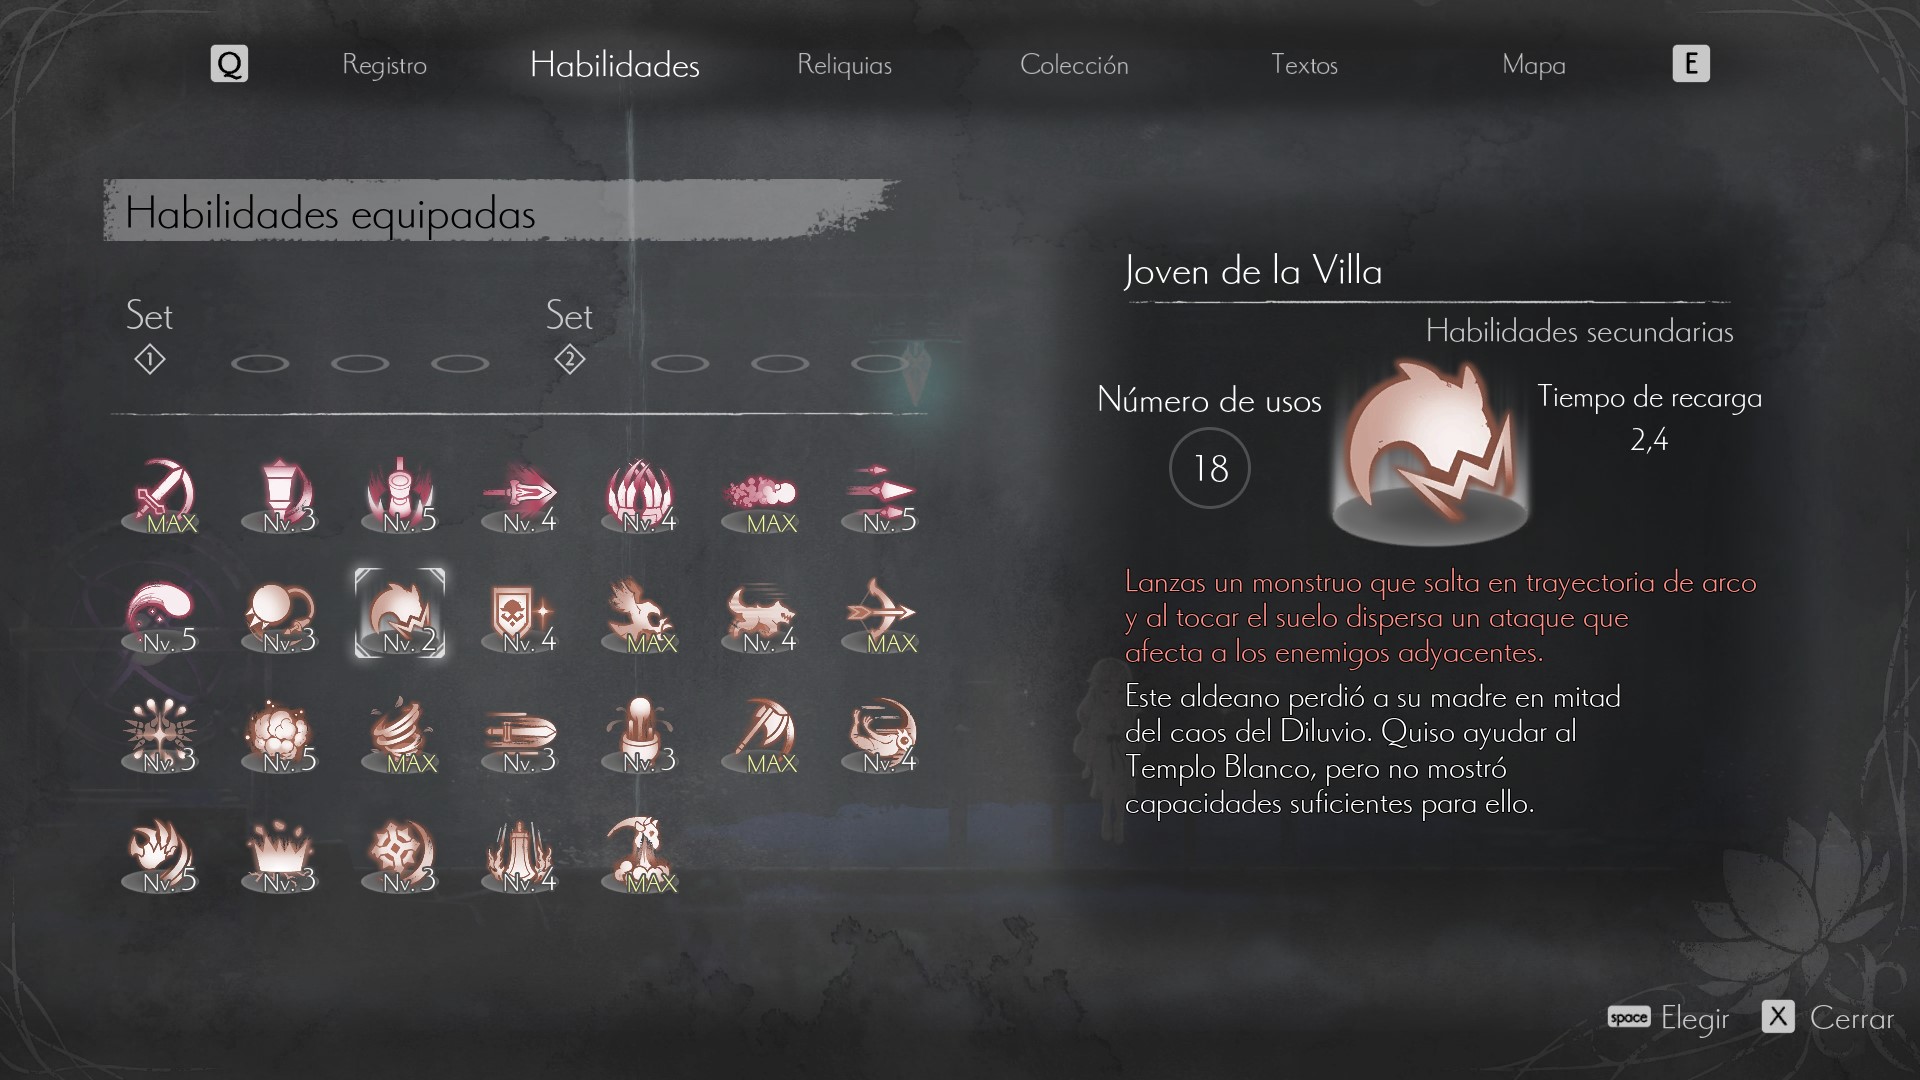 Q Registro Habilidades Reliquias Colección Textos Mapa E
Habilidades equipadas
Set Set
1 2
MAX Nv. 3 Nv. 5 Nv. 4 Nv. 4 MAX Nv. 5
Nv. 5 Nv. 3 Nv. 2 Nv. 4 MAX Nv. 4 MAX
Nv. 3 Nv. 5 MAX Nv. 3 Nv. 3 MAX Nv. 4
Nv. 5 Nv. 3 Nv. 3 Nv. 4 MAX
Joven de la Villa
Habilidades secundarias
Número de usos
18
Tiempo de recarga
2,4
Lanzas un monstruo que salta en trayectoria de arco
y al tocar el suelo dispersa un ataque que
afecta a los enemigos adyacentes.
Este aldeano perdió a su madre en mitad
del caos del Diluvio. Quiso ayudar al
Templo Blanco, pero no mostró
capacidades suficientes para ello.
space Elegir X Cerrar